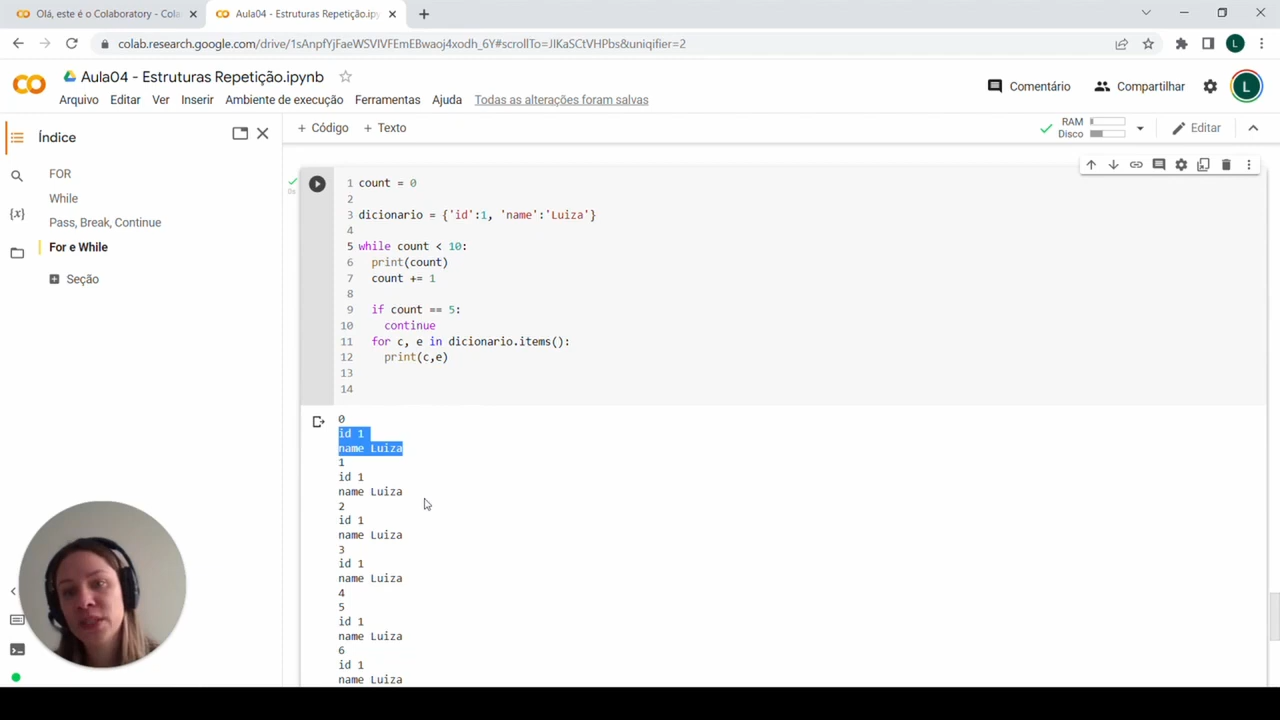 Olá, este é o Colaboratory - Cola
Aula04 - Estruturas Repetição.ipy
colab.research.google.com/drive/1sAnpfYjFaeWSVlVFEmEBwaoj4xodh_6Y#scrollTo=JIKaSCtVHPbs&uniqifier=2
L
Aula04 - Estruturas Repetição.ipynb
Comentário
Compartilhar
L
Arquivo Editar Ver Inserir Ambiente de execução Ferramentas Ajuda Todas as alterações foram salvas
Índice
+ Código + Texto
RAM
Disco
Editar
FOR
While
Pass, Break, Continue
For e While
Seção
{x}
0s
1 count = 0
2
3 dicionario = {'id':1, 'name':'Luiza'}
4
5 while count < 10:
6 print(count)
7 count += 1
8
9 if count == 5:
10 continue
11 for c, e in dicionario.items():
12 print(c,e)
13
14
0
id 1
name Luiza
1
id 1
name Luiza
2
id 1
name Luiza
3
id 1
name Luiza
4
5
id 1
name Luiza
6
id 1
name Luiza